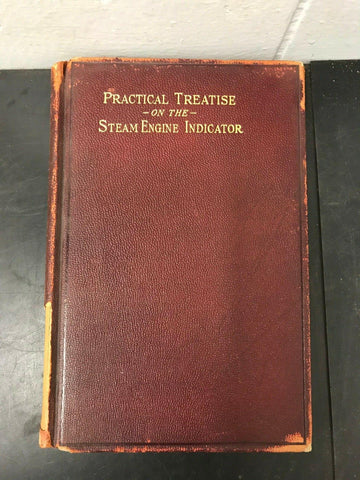 PRACTICAL TREATISE
- ON THE -
STEAM ENGINE INDICATOR